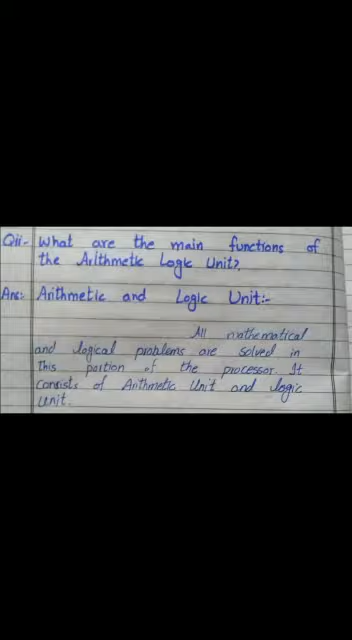 Qii- What are the main functions of
the Arithmetic Logic Unit?
Ans: Arithmetic and Logic Unit:-
All mathematical
and logical problems are solved in
this portion of the processor. It
consists of Arithmetic Unit and logic
unit.